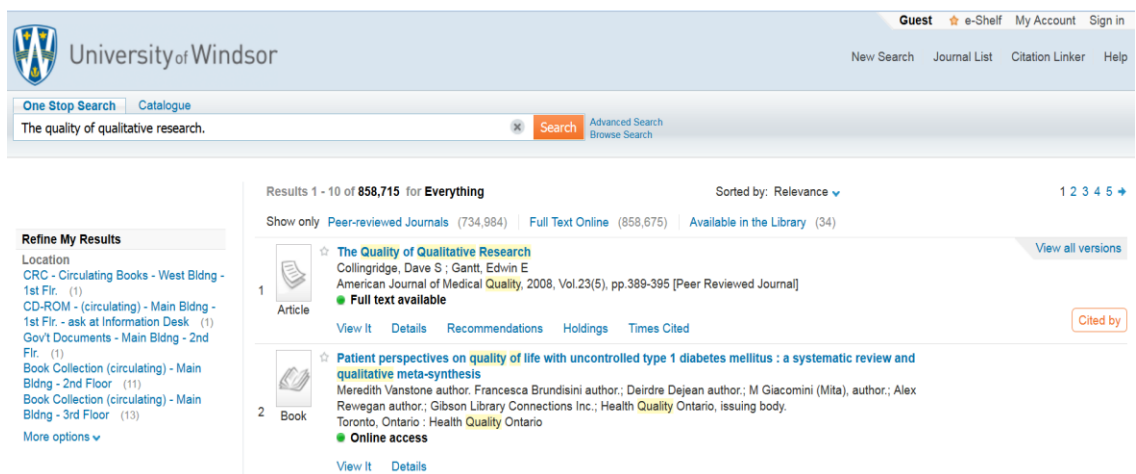 Guest e-Shelf My Account Sign in
University of Windsor
New Search Journal List Citation Linker Help
One Stop Search Catalogue
The quality of qualitative research. Search Advanced Search
Browse Search
Results 1 - 10 of 858,715 for Everything Sorted by: Relevance 1 2 3 4 5
Show only Peer-reviewed Journals (734,984) Full Text Online (858,675) Available in the Library (34)
Refine My Results
Location
CRC - Circulating Books - West Bldg -
1st Flr. (1)
CD-ROM - (circulating) - Main Bldg -
1st Flr. - ask at Information Desk (1)
Gov't Documents - Main Bldg - 2nd
Flr. (1)
Book Collection (circulating) - Main
Bldg - 2nd Floor (11)
Book Collection (circulating) - Main
Bldg - 3rd Floor (13)
More options
1 Article
The Quality of Qualitative Research View all versions
Collingridge, Dave S ; Gantt, Edwin E
American Journal of Medical Quality, 2008, Vol.23(5), pp.389-395 [Peer Reviewed Journal]
Full text available
Cited by
View It Details Recommendations Holdings Times Cited
2 Book
Patient perspectives on quality of life with uncontrolled type 1 diabetes mellitus : a systematic review and
qualitative meta-synthesis
Meredith Vanstone author. Francesca Brundisini author.; Deirdre Dejean author.; M Giacomini (Mita), author.; Alex
Rewegan author.; Gibson Library Connections Inc.; Health Quality Ontario, issuing body.
Toronto, Ontario : Health Quality Ontario
Online access
View It Details